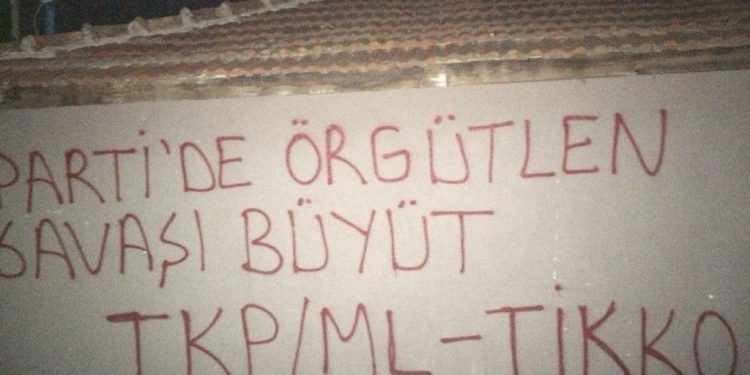 PARTİ'DE ÖRGÜTLEN
SAVAŞI BÜYÜT
TKP/ML-TİKKO